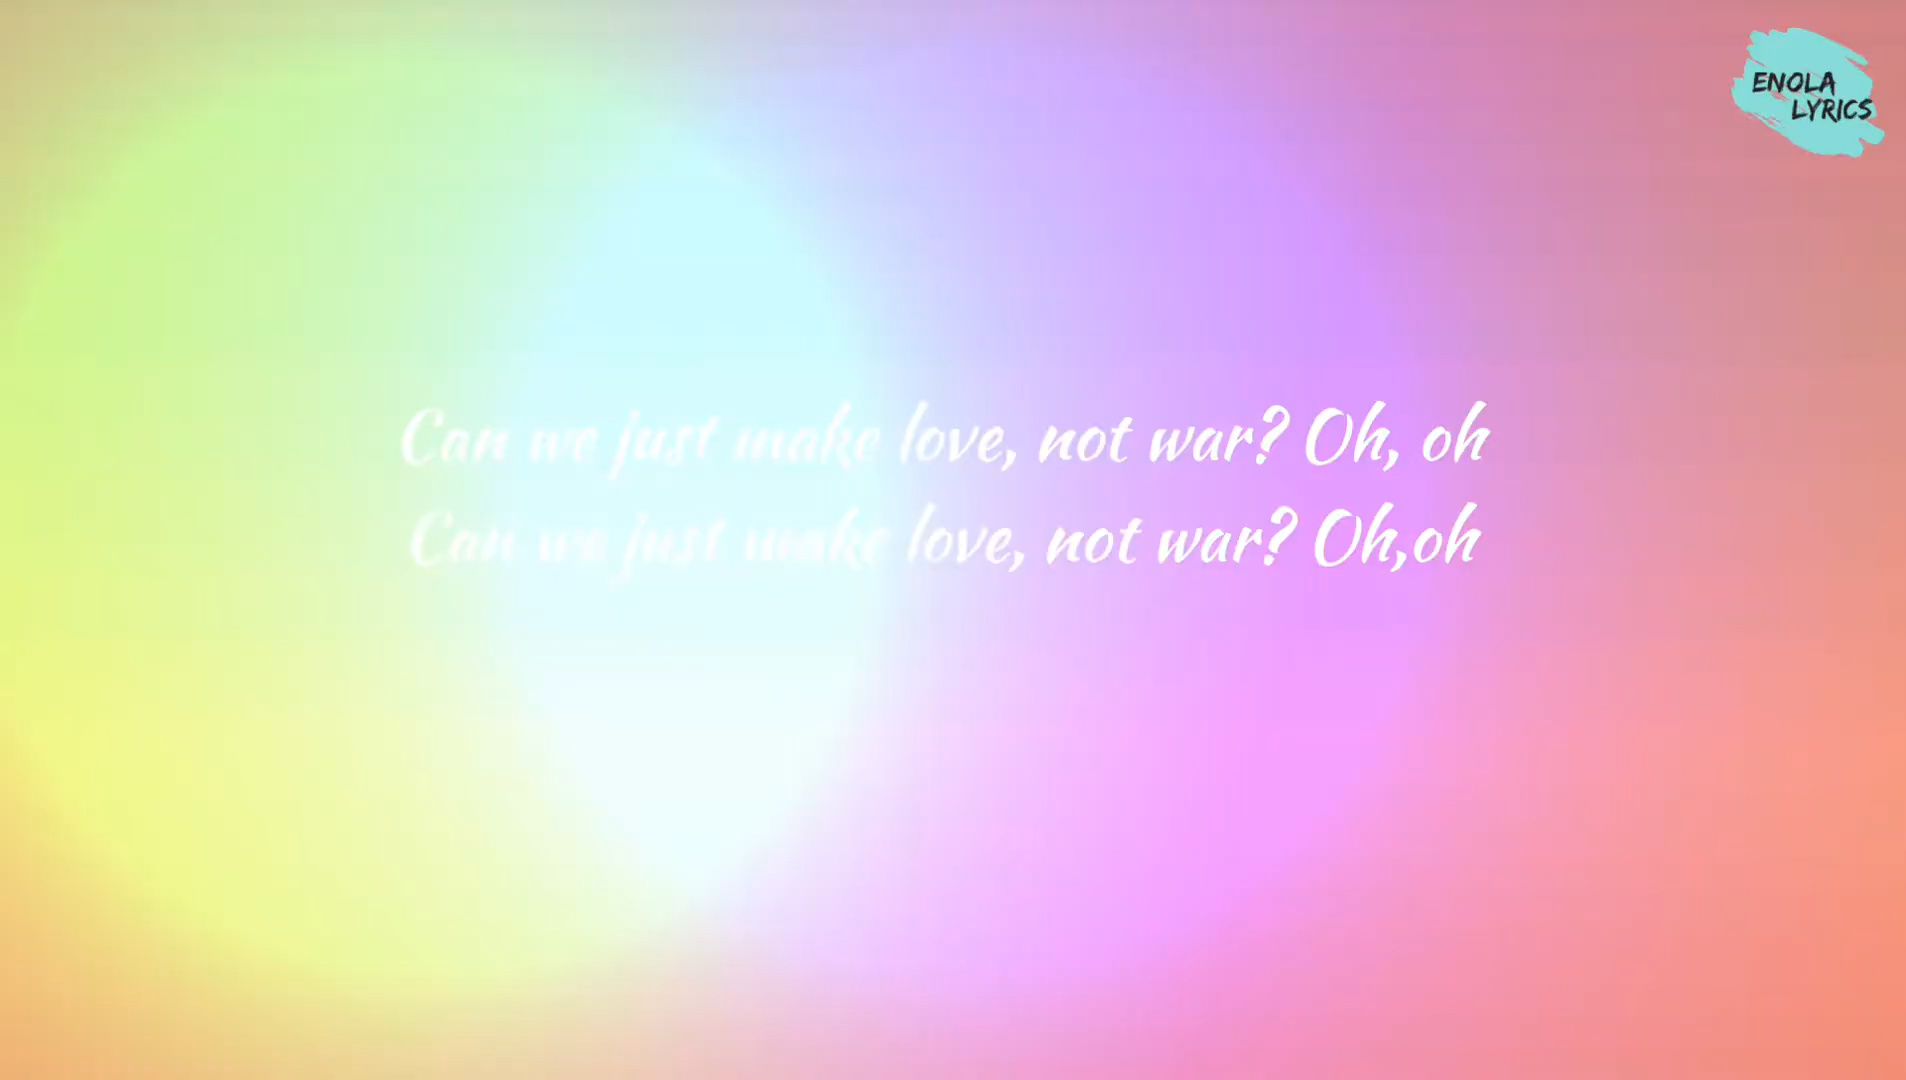 ENOLA
LYRICS
Can we just make love, not war? Oh, oh
Can we just make love, not war? Oh,oh